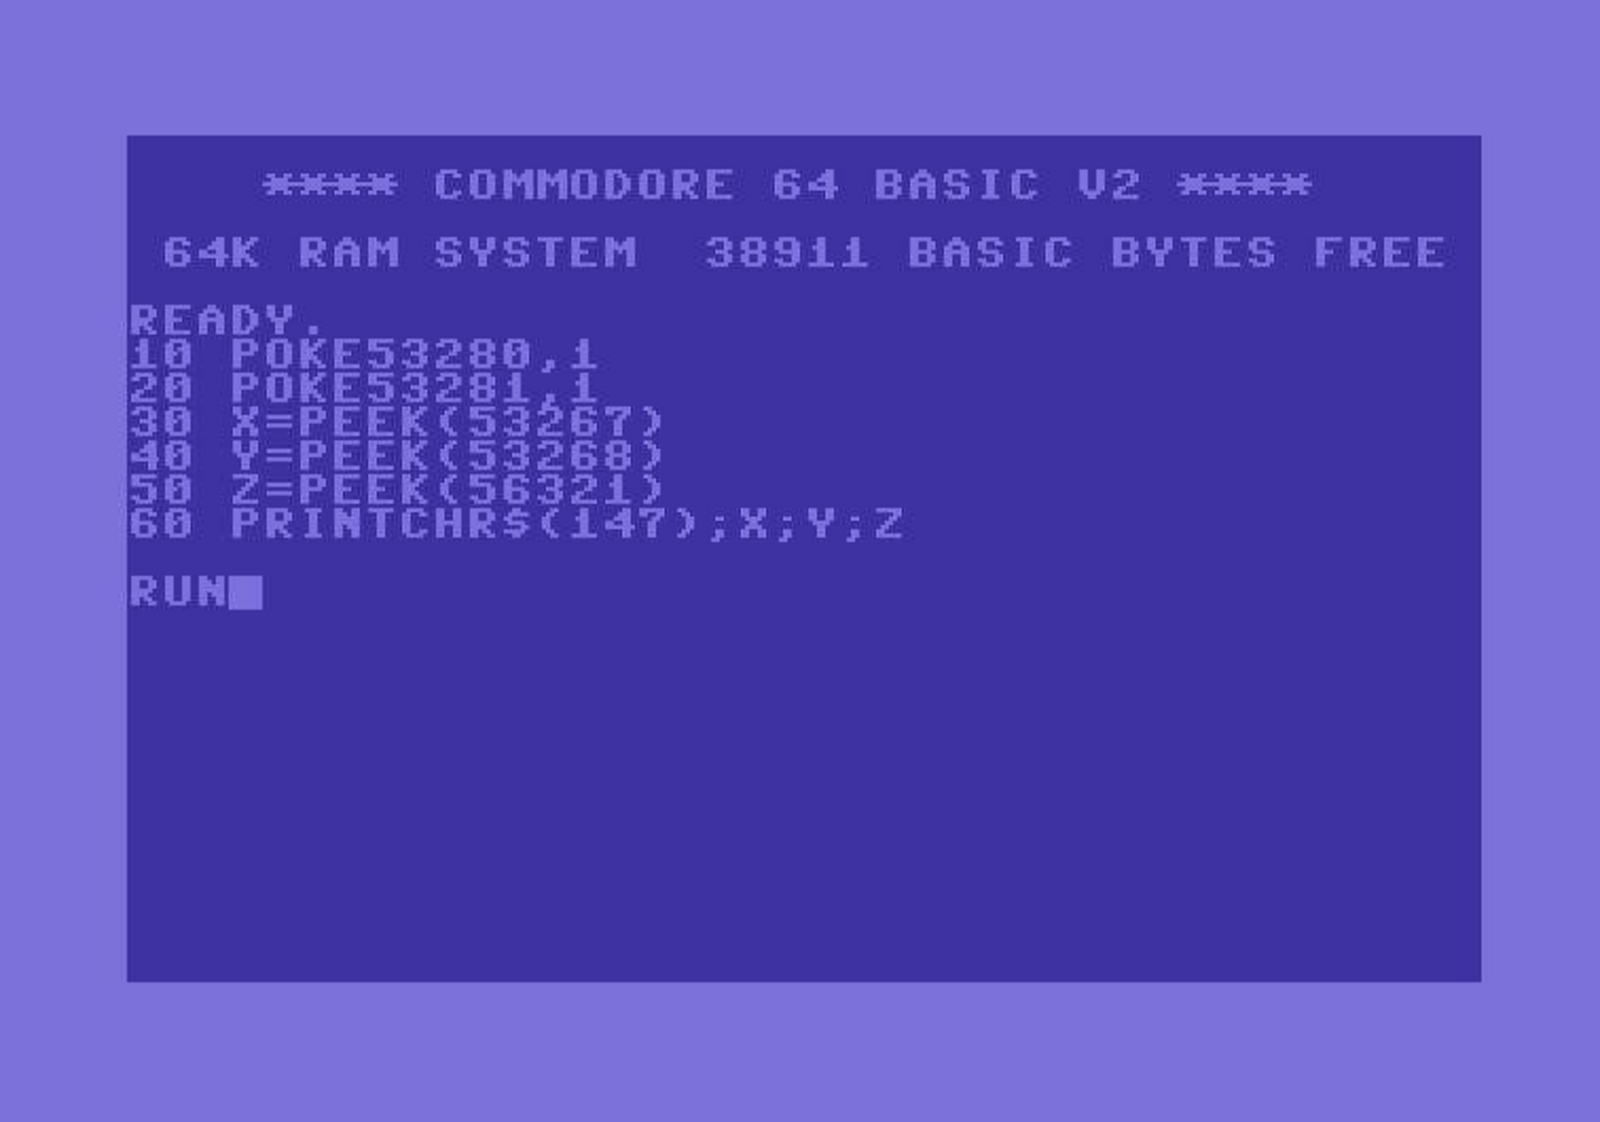 **** COMMODORE 64 BASIC V2 ****
64K RAM SYSTEM  38911 BASIC BYTES FREE
READY.
10 POKE53280,1
20 POKE53281,1
30 X=PEEK(53267)
40 Y=PEEK(53268)
50 Z=PEEK(56321)
60 PRINTCHR$(147);X;Y;Z
RUN